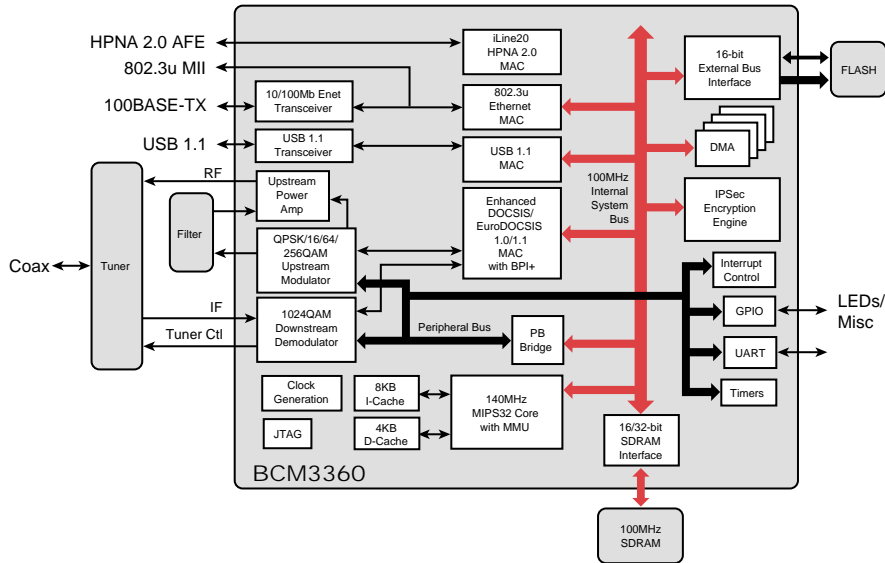 HPNA 2.0 AFE
802.3u MII
100BASE-TX
USB 1.1
iLine20
HPNA 2.0
MAC
10/100Mb Enet
Transceiver
802.3u
Ethernet
MAC
USB 1.1
Transceiver
USB 1.1
MAC
16-bit
External Bus
Interface
FLASH
DMA
100MHz
Internal
System
Bus
IPSec
Encryption
Engine
RF
Upstream
Power
Amp
Enhanced
DOCSIS/
EuroDOCSIS
1.0/1.1
MAC
with BPI+
Filter
QPSK/16/64/
256QAM
Upstream
Modulator
Coax
Tuner
Interrupt
Control
IF
1024QAM
Downstream
Demodulator
Tuner Ctl
Peripheral Bus
PB
Bridge
GPIO
LEDs/
Misc
UART
Timers
Clock
Generation
8KB
I-Cache
140MHz
MIPS32 Core
with MMU
JTAG
4KB
D-Cache
16/32-bit
SDRAM
Interface
BCM3360
100MHz
SDRAM